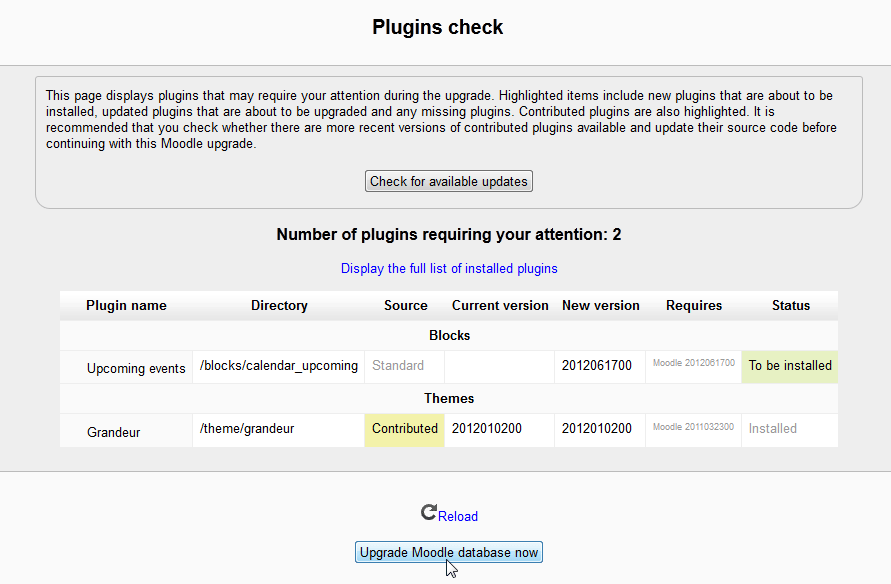 Plugins check
This page displays plugins that may require your attention during the upgrade. Highlighted items include new plugins that are about to be
installed, updated plugins that are about to be upgraded and any missing plugins. Contributed plugins are also highlighted. It is
recommended that you check whether there are more recent versions of contributed plugins available and update their source code before
continuing with this Moodle upgrade.
Check for available updates
Number of plugins requiring your attention: 2
Display the full list of installed plugins
Plugin name Directory Source Current version New version Requires Status
Blocks
Upcoming events /blocks/calendar_upcoming Standard 2012061700 Moodle 2012061700 To be installed
Themes
Grandeur /theme/grandeur Contributed 2012010200 2012010200 Moodle 2011032300 Installed
Reload
Upgrade Moodle database now